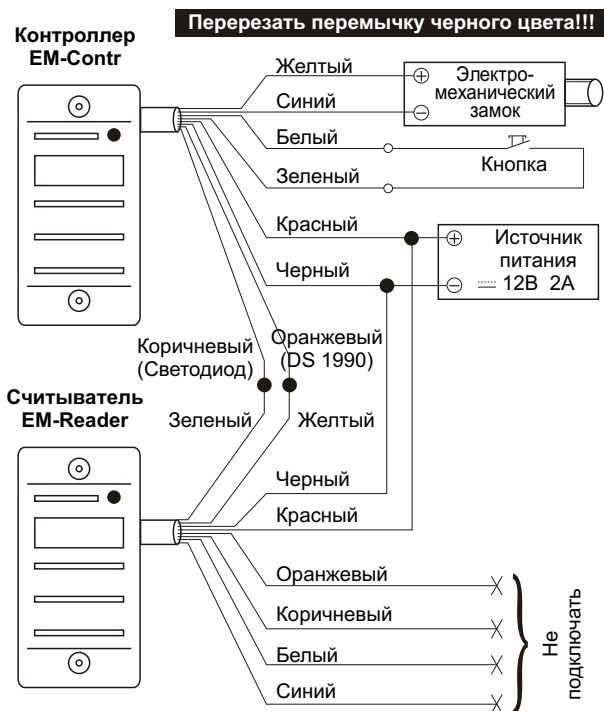 Перерезать перемычку черного цвета!!!
Контроллер
EM-Contr
Желтый
Синий
Белый
Зеленый
Красный
Черный
+
Электро-
механический
замок
−
Кнопка
+
Источник
питания
−
12В 2А
Коричневый
(Светодиод)
Оранжевый
(DS 1990)
Считыватель
EM-Reader
Зеленый
Желтый
Черный
Красный
Оранжевый
Коричневый
Белый
Синий
Не
подключать